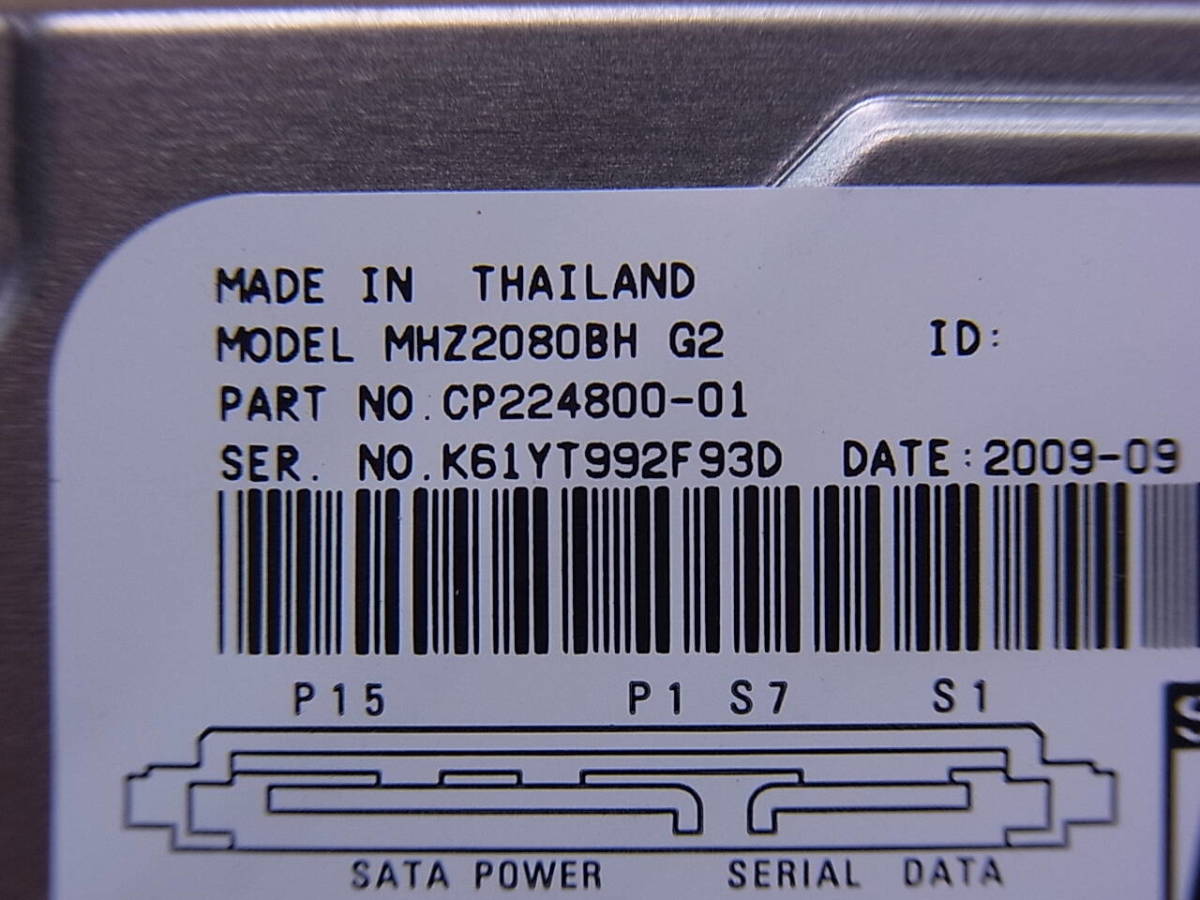 MADE IN THAILAND
MODEL MHZ2080BH G2 ID:
PART NO.CP224800-01
SER. NO.K61YT992F93D DATE:2009-09
P15 P1 S7 S1
SATA POWER SERIAL DATA